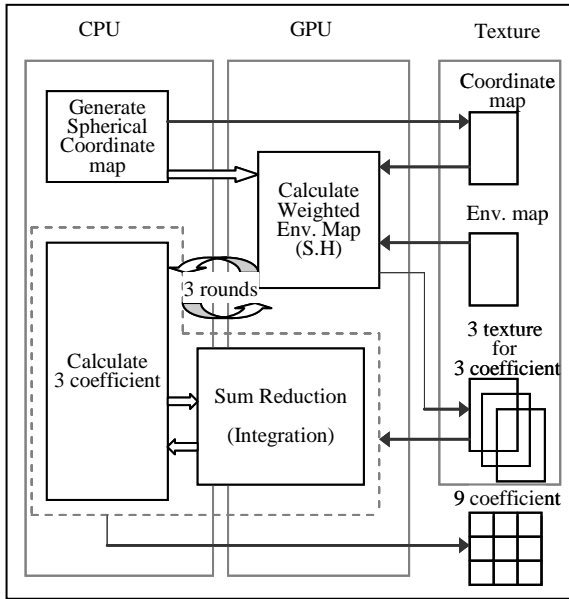 CPU
GPU
Texture
Generate
Spherical
Coordinate
map
Coordinate
map
Calculate
Weighted
Env. Map
(S.H)
Env. map
3 rounds
3 texture
for
3 coefficient
Calculate
3 coefficient
Sum Reduction
(Integration)
9 coefficient